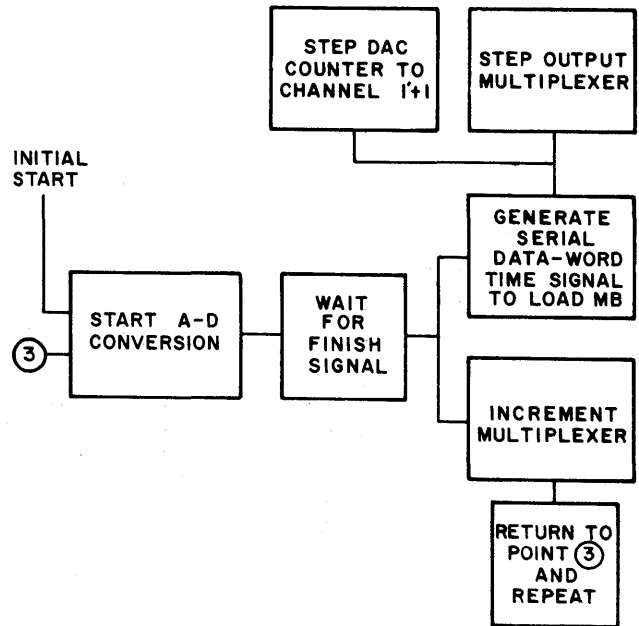 STEP DAC
COUNTER TO
CHANNEL 1'+1
STEP OUTPUT
MULTIPLEXER
INITIAL
START
GENERATE
SERIAL
DATA-WORD
TIME SIGNAL
TO LOAD MB
START A-D
CONVERSION
WAIT
FOR
FINISH
SIGNAL
3
INCREMENT
MULTIPLEXER
RETURN TO
POINT 3
AND
REPEAT